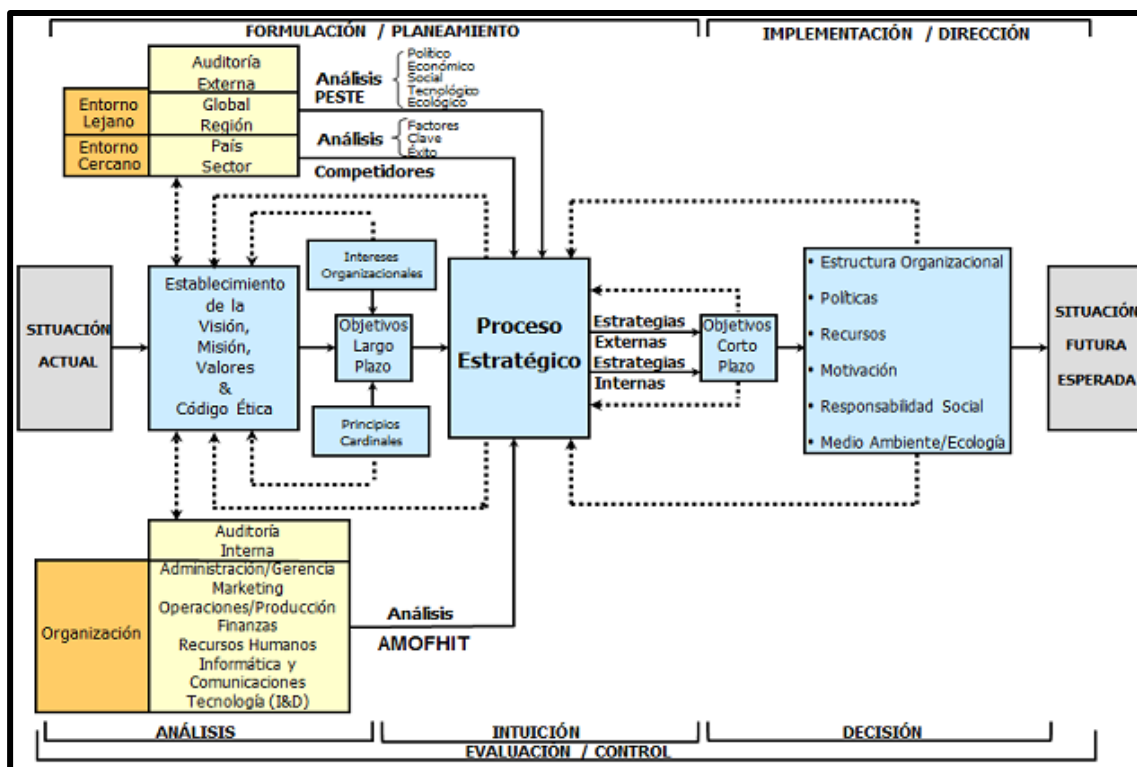 FORMULACIÓN / PLANEAMIENTO
IMPLEMENTACIÓN / DIRECCIÓN
Auditoría
Externa
Entorno
Lejano
Global
Región
Entorno
Cercano
País
Sector
Análisis
PESTE
Político
Económico
Social
Tecnológico
Ecológico
Análisis
Factores
Clave
Éxito
Competidores
SITUACIÓN
ACTUAL
Establecimiento
de la
Visión,
Misión,
Valores
&
Código Ética
Intereses
Organizacionales
Objetivos
Largo
Plazo
Principios
Cardinales
Proceso
Estratégico
Estrategias
Externas
Estrategias
Internas
Objetivos
Corto
Plazo
• Estructura Organizacional
• Políticas
• Recursos
• Motivación
• Responsabilidad Social
• Medio Ambiente/Ecología
SITUACIÓN
FUTURA
ESPERADA
Auditoría
Interna
Organización
Administración/Gerencia
Marketing
Operaciones/Producción
Finanzas
Recursos Humanos
Informática y
Comunicaciones
Tecnología (I&D)
Análisis
AMOFHIT
ANÁLISIS
INTUICIÓN
DECISIÓN
EVALUACIÓN / CONTROL